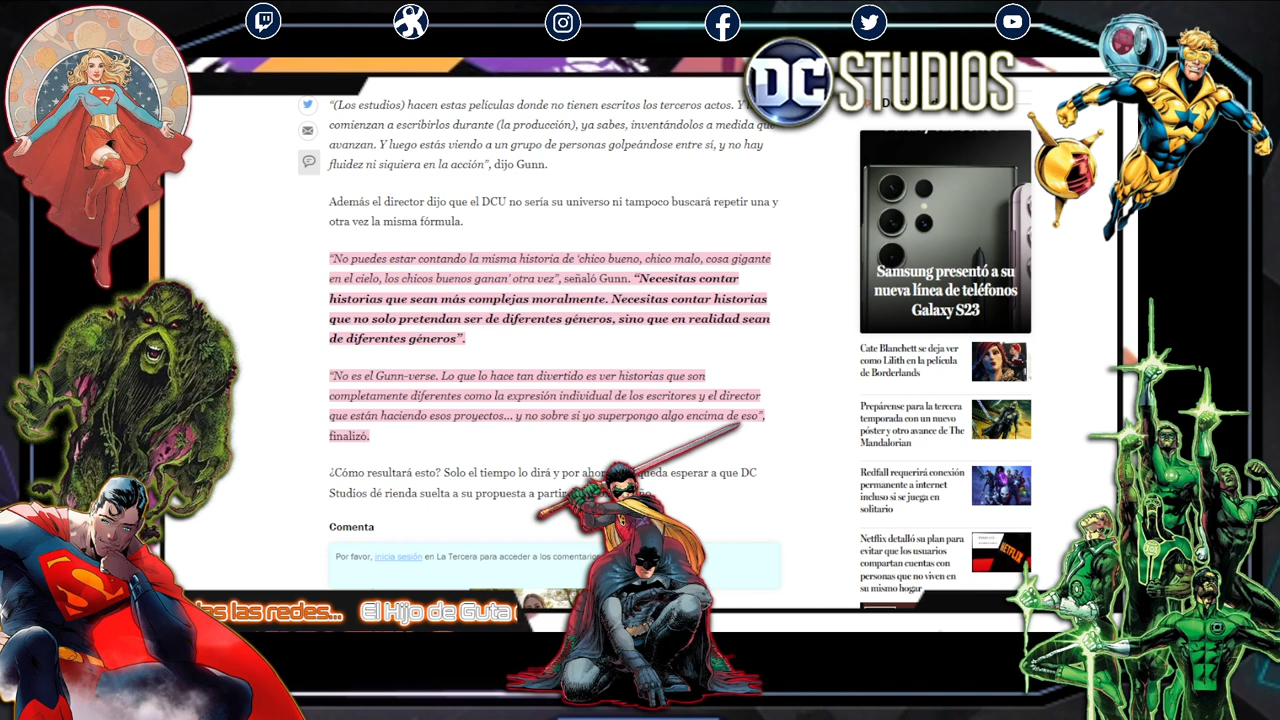 DC STUDIOS
“(Los estudios) hacen estas películas donde no tienen escritos los terceros actos. Y
comienzan a escribirlos durante (la producción), ya sabes, inventándolos a medida que
avanzan. Y luego estás viendo a un grupo de personas golpeándose entre sí, y no hay
fluidez ni siquiera en la acción”, dijo Gunn.
Además el director dijo que el DCU no sería su universo ni tampoco buscará repetir una y
otra vez la misma fórmula.
“No puedes estar contando la misma historia de ‘chico bueno, chico malo, cosa gigante
en el cielo, los chicos buenos ganan’ otra vez”, señaló Gunn. “Necesitas contar
historias que sean más complejas moralmente. Necesitas contar historias
que no solo pretendan ser de diferentes géneros, sino que en realidad sean
de diferentes géneros”.
“No es el Gunn-verse. Lo que lo hace tan divertido es ver historias que son
completamente diferentes como la expresión individual de los escritores y el director
que están haciendo esos proyectos... y no sobre si yo superpongo algo encima de eso”,
finalizó.
¿Cómo resultará esto? Solo el tiempo lo dirá y por ahora queda esperar a que DC
Studios dé rienda suelta a su propuesta a partir
Comenta
Por favor, inicia sesión en La Tercera para acceder a los comentarios
Samsung presentó a su
nueva línea de teléfonos
Galaxy S23
Cate Blanchett se deja ver
como Lilith en la película
de Borderlands
Prepárense para la tercera
temporada con un nuevo
póster y otro avance de The
Mandalorian
Redfall requerirá conexión
permanente a internet
incluso si se juega en
solitario
Netflix detalló su plan para
evitar que los usuarios
compartan cuentas con
personas que no viven en
su mismo hogar
NETFLIX
las redes... El Hijo de Guta